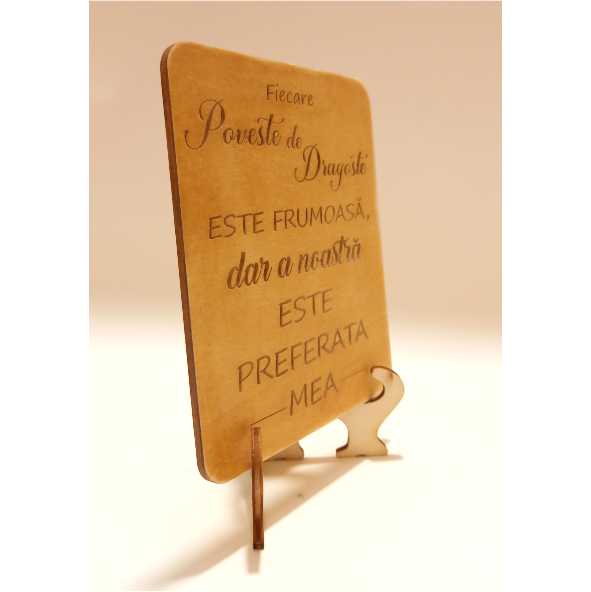 Fiecare
Poveste de
Dragoste
ESTE FRUMOASĂ,
dar a noastră
ESTE
PREFERATA
MEA